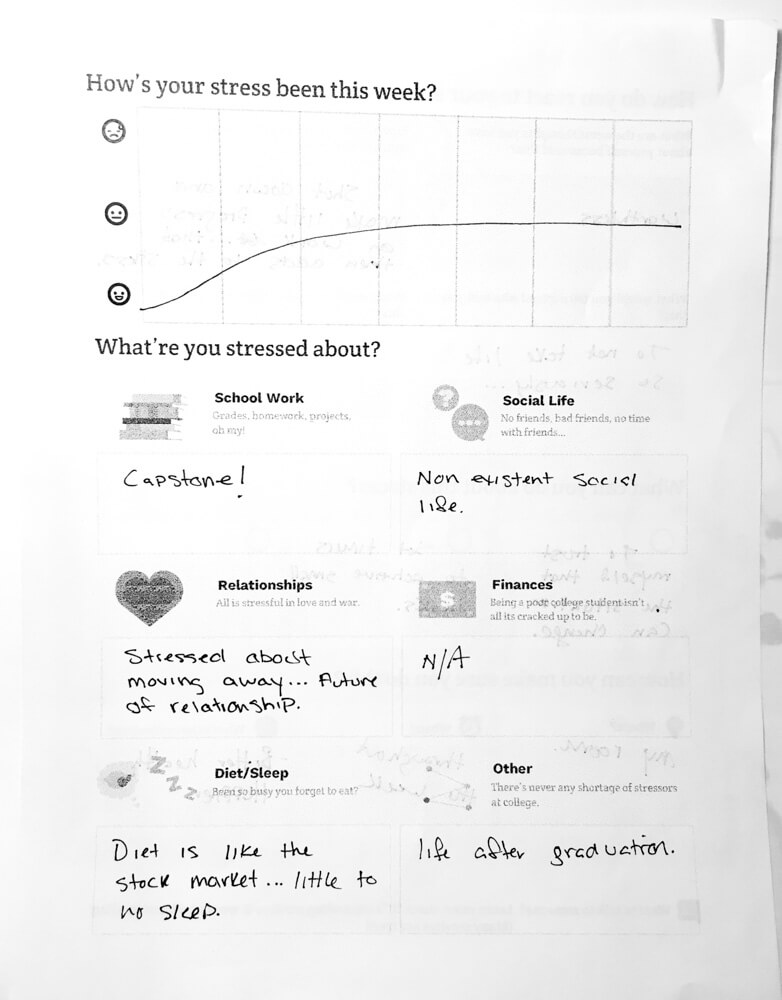 How's your stress been this week?
What're you stressed about?
School Work
Grades, homework, projects,
oh my!
Social Life
No friends, bad friends, no time
with friends...
Capstone!
Non existent social
life.
Relationships
All is stressful in love and war.
Finances
Being a poor college student isn't
all its cracked up to be.
Stressed about
moving away... Future
of relationship.
N/A
Diet/Sleep
Been so busy you forget to eat?
Other
There's never any shortage of stressors
at college.
Diet is like the
stock market... little to
no sleep.
life after graduation.